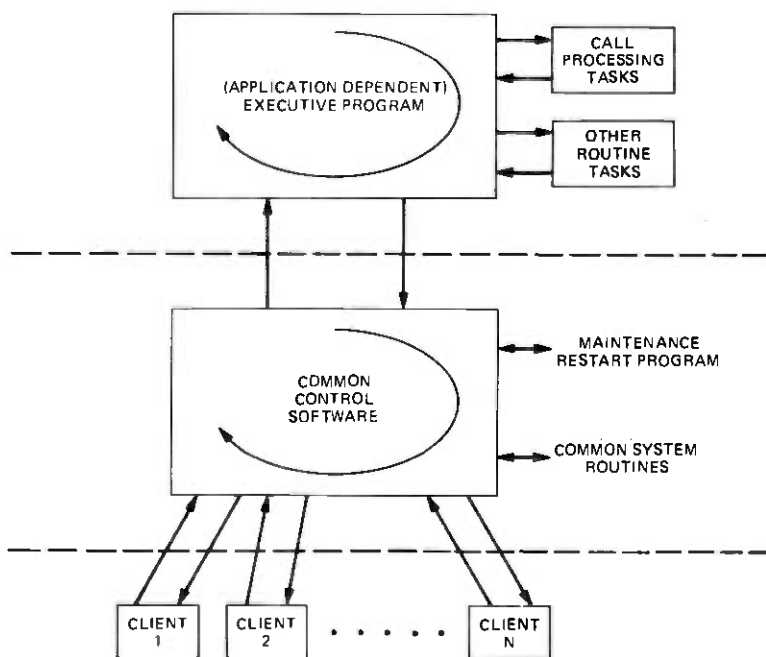 CALL
PROCESSING
TASKS
(APPLICATION DEPENDENT)
EXECUTIVE PROGRAM
OTHER
ROUTINE
TASKS
MAINTENANCE
RESTART PROGRAM
COMMON
CONTROL
SOFTWARE
COMMON SYSTEM
ROUTINES
CLIENT
1
CLIENT
2
CLIENT
N